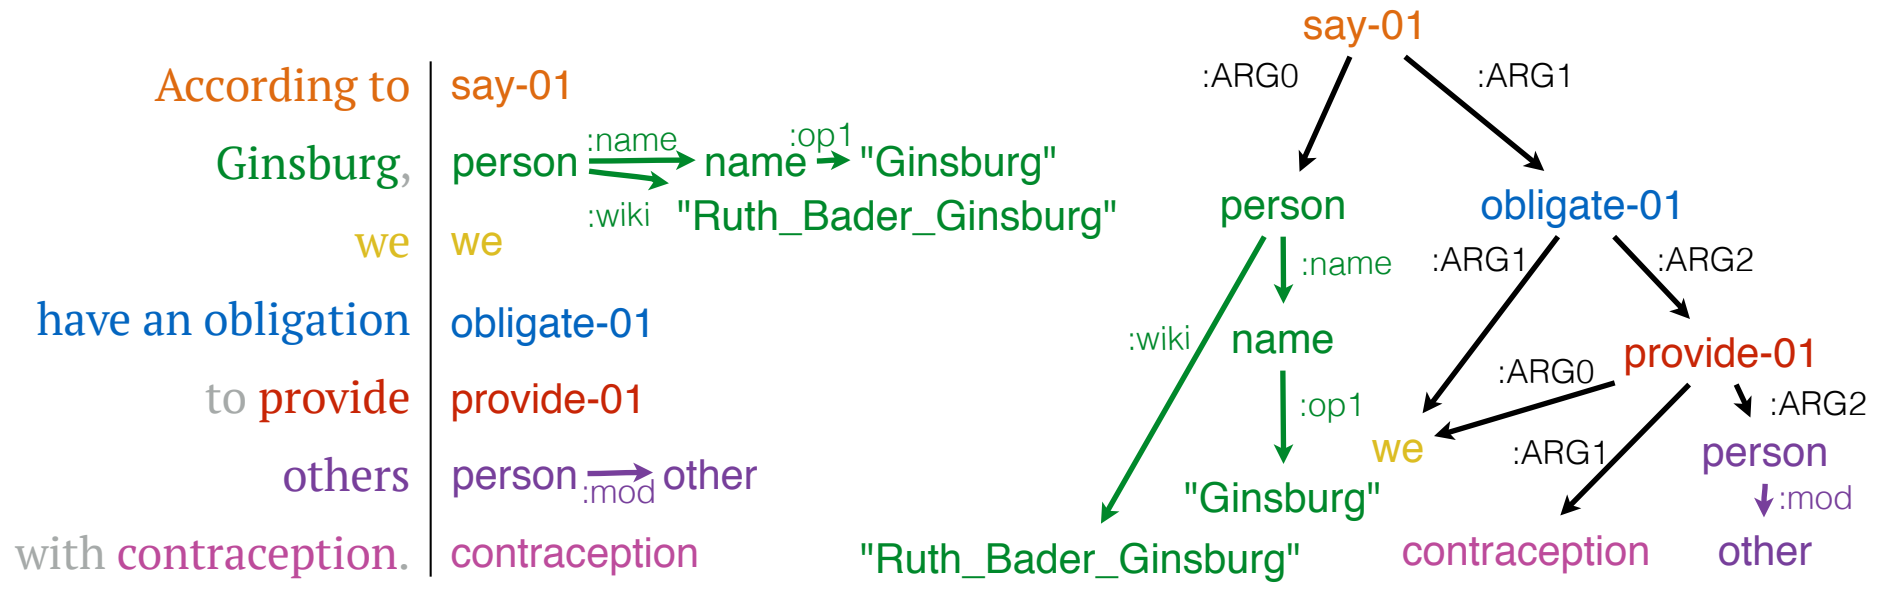 According to say-01
Ginsburg, person :name name :op1 "Ginsburg"
:wiki "Ruth_Bader_Ginsburg"
we we
have an obligation obligate-01
to provide provide-01
others person :mod other
with contraception. contraception
say-01
:ARG0 :ARG1
person obligate-01
:name :ARG1 :ARG2
:wiki name provide-01
:ARG0 :ARG2
:op1
we :ARG1 person
"Ginsburg" :mod
"Ruth_Bader_Ginsburg" contraception other